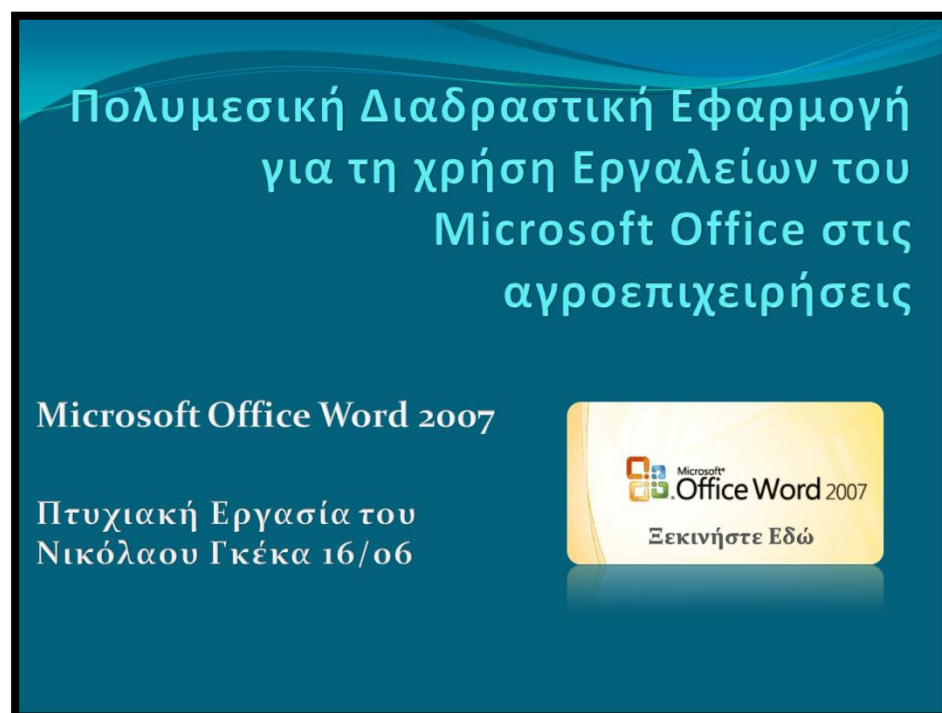 Πολυμεσική Διαδραστική Εφαρμογή
για τη χρήση Εργαλείων του
Microsoft Office στις
αγροεπιχειρήσεις
Microsoft Office Word 2007
Πτυχιακή Εργασία του
Νικόλαου Γκέκα 16/06
Microsoft
Office Word 2007
Ξεκινήστε Εδώ